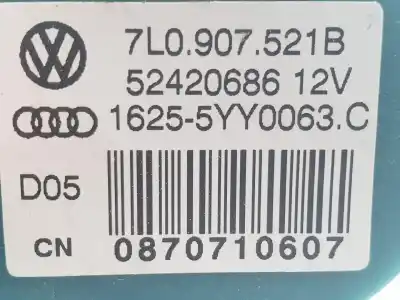 7L0.907.521B
52420686 12V
1625-5YY0063.C
D05
CN 0870710607